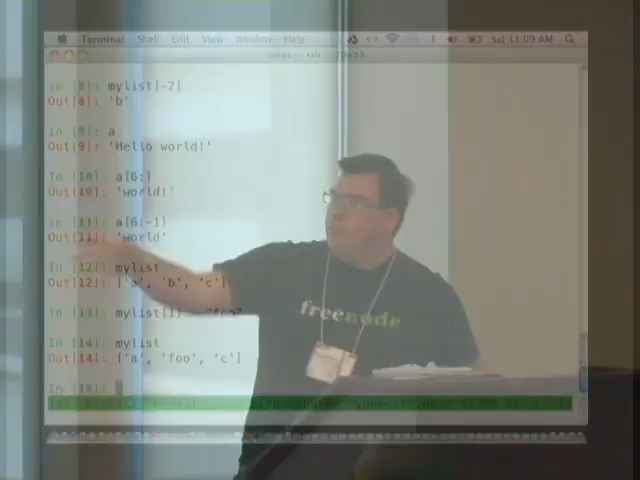 Terminal Shell Edit View Window Help Sat 11:09 AM
In [8]: mylist[-2]
Out[8]: 'b'
In [9]: a
Out[9]: 'Hello world!'
In [10]: a[6:]
Out[10]: 'world!'
In [11]: a[6:-1]
Out[11]: 'world'
In [12]: mylist
Out[12]: ['a', 'b', 'c']
In [13]: mylist[1] = "foo"
In [14]: mylist
Out[14]: ['a', 'foo', 'c']
In [15]:
freenode